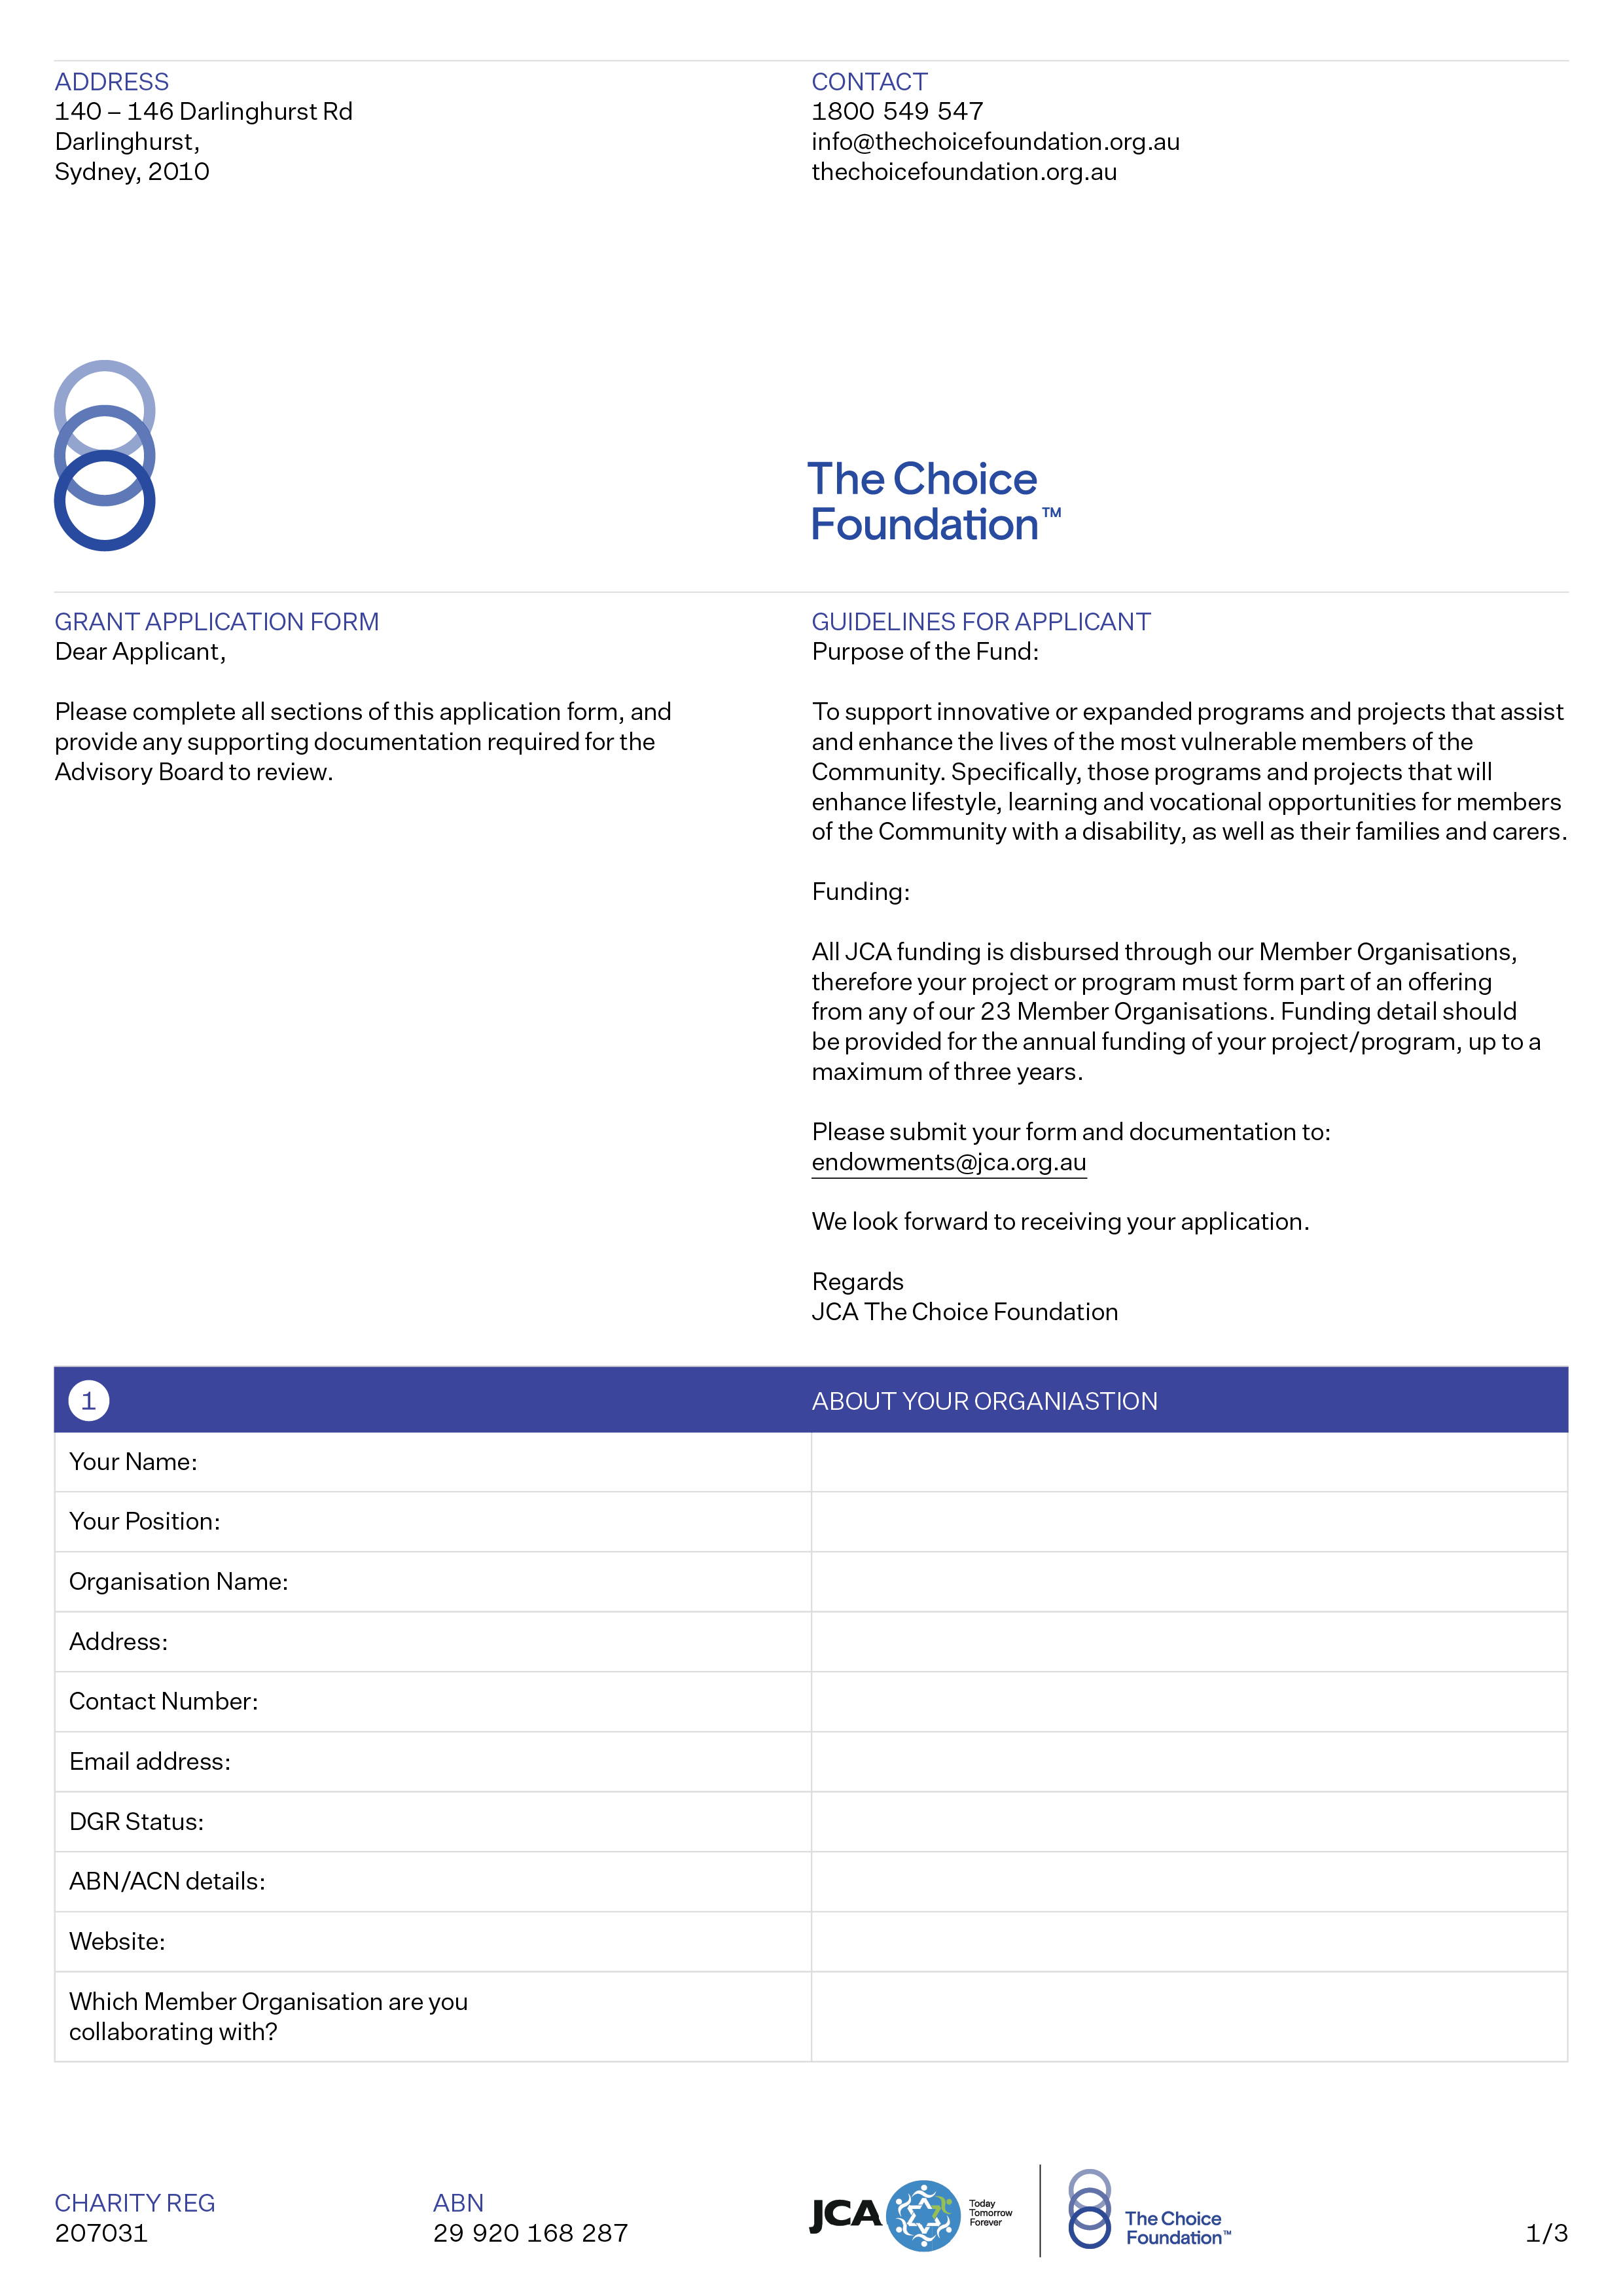 ADDRESS
140 – 146 Darlinghurst Rd
Darlinghurst,
Sydney, 2010
CONTACT
1800 549 547
info@thechoicefoundation.org.au
thechoicefoundation.org.au
The Choice
Foundation™
GRANT APPLICATION FORM
Dear Applicant,
Please complete all sections of this application form, and
provide any supporting documentation required for the
Advisory Board to review.
GUIDELINES FOR APPLICANT
Purpose of the Fund:
To support innovative or expanded programs and projects that assist
and enhance the lives of the most vulnerable members of the
Community. Specifically, those programs and projects that will
enhance lifestyle, learning and vocational opportunities for members
of the Community with a disability, as well as their families and carers.
Funding:
All JCA funding is disbursed through our Member Organisations,
therefore your project or program must form part of an offering
from any of our 23 Member Organisations. Funding detail should
be provided for the annual funding of your project/program, up to a
maximum of three years.
Please submit your form and documentation to:
endowments@jca.org.au
We look forward to receiving your application.
Regards
JCA The Choice Foundation
1
ABOUT YOUR ORGANIASTION
Your Name:
Your Position:
Organisation Name:
Address:
Contact Number:
Email address:
DGR Status:
ABN/ACN details:
Website:
Which Member Organisation are you
collaborating with?
CHARITY REG
207031
ABN
29 920 168 287
JCA
Today
Tomorrow
Forever
The Choice
Foundation™
1/3